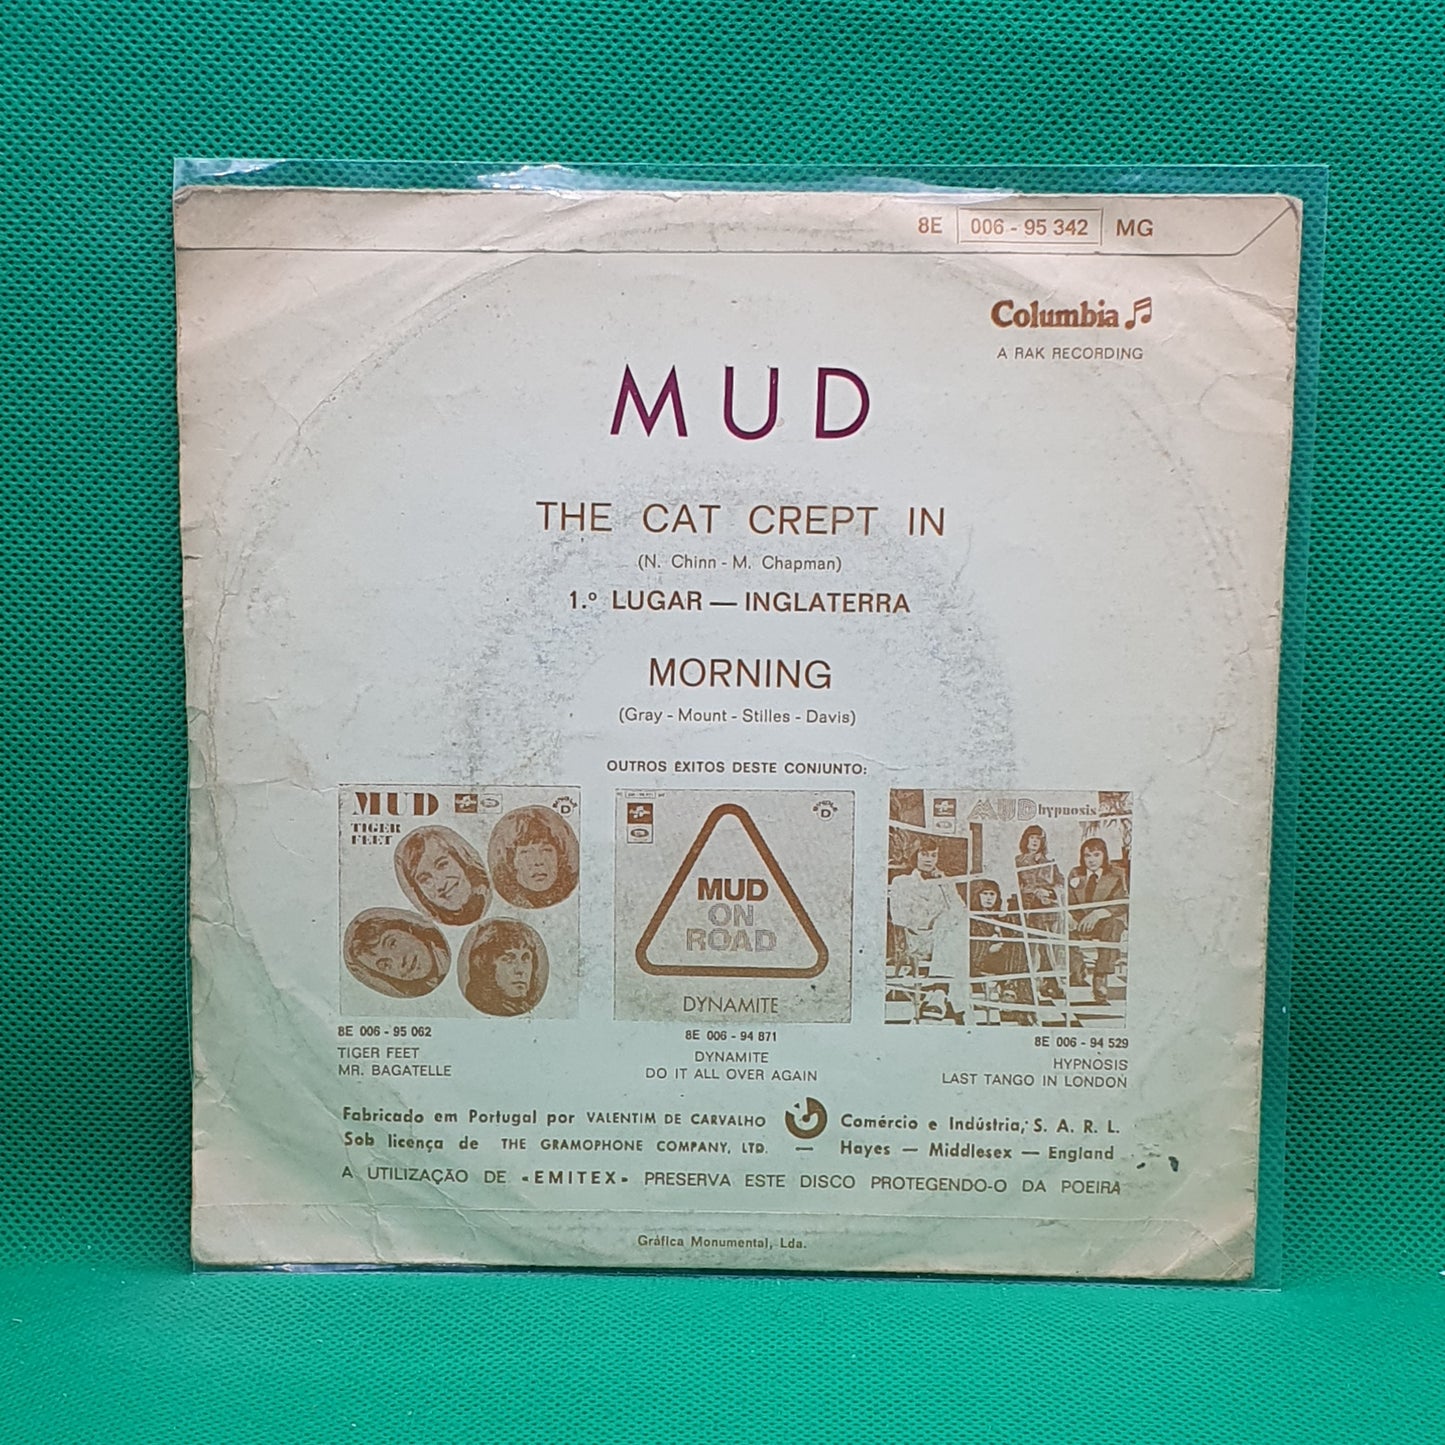 8E 006 - 95 342 MG
Columbia
A RAK RECORDING
MUD
THE CAT CREPT IN
(N. Chinn - M. Chapman)
1.º LUGAR — INGLATERRA
MORNING
(Gray - Mount - Stilles - Davis)
OUTROS ÊXITOS DESTE CONJUNTO:
MUD
TIGER
FEET
SINGLE D
8E 006 - 95 062
TIGER FEET
MR. BAGATELLE
SINGLE D
MUD
ON
ROAD
DYNAMITE
8E 006 - 94 871
DYNAMITE
DO IT ALL OVER AGAIN
MUD hypnosis
8E 006 - 94 529
HYPNOSIS
LAST TANGO IN LONDON
Fabricado em Portugal por VALENTIM DE CARVALHO Comércio e Indústria, S. A. R. L.
Sob licença de THE GRAMOPHONE COMPANY, LTD. — Hayes — Middlesex — England
A UTILIZAÇÃO DE «EMITEX» PRESERVA ESTE DISCO PROTEGENDO-O DA POEIRA
Gráfica Monumental, Lda.